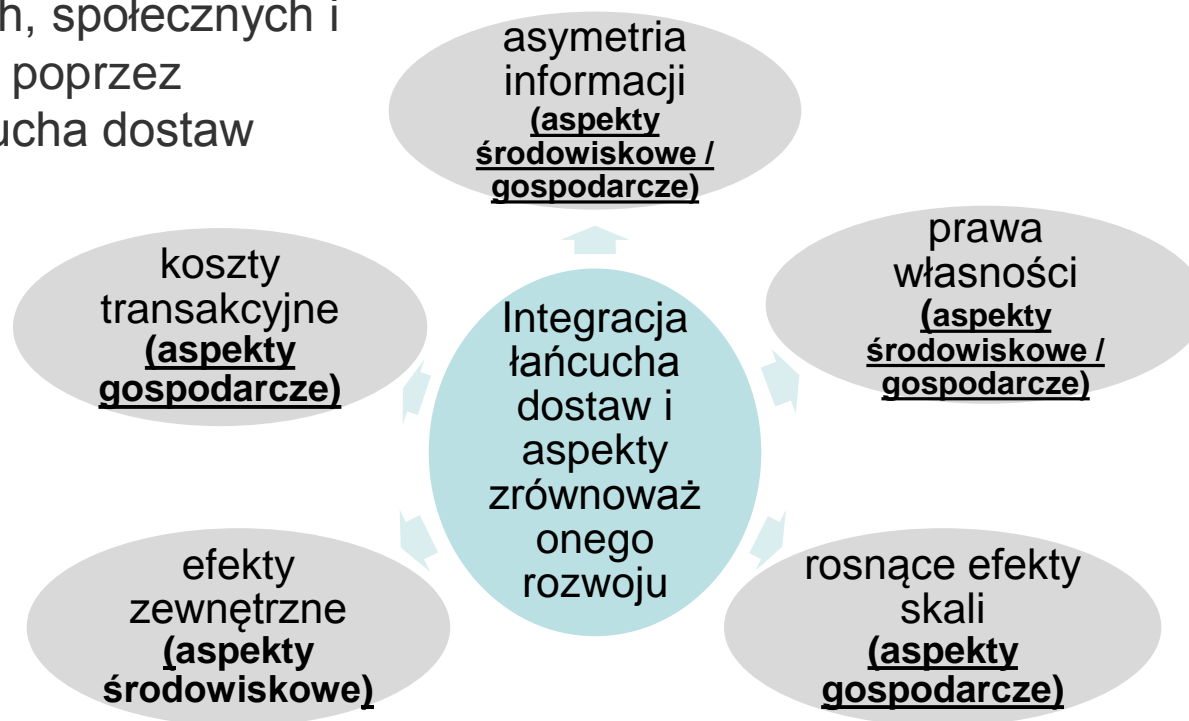 h, społecznych i
poprzez
ucha dostaw
asymetria
informacji
(aspekty
środowiskowe /
gospodarcze)
prawa
własności
(aspekty
środowiskowe /
gospodarcze)
koszty
transakcyjne
(aspekty
gospodarcze)
Integracja
łańcucha
dostaw i
aspekty
zrównoważ
onego
rozwoju
efekty
zewnętrzne
(aspekty
środowiskowe)
rosnące efekty
skali
(aspekty
gospodarcze)